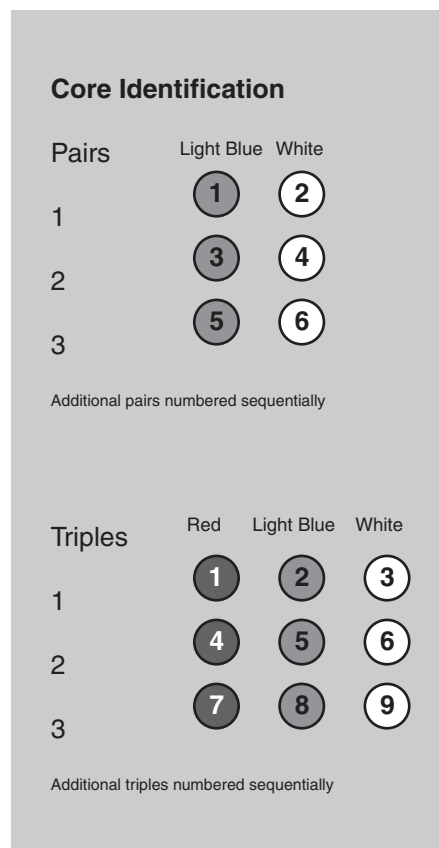 Core Identification
Pairs Light Blue White
1 2
1
3 4
2
5 6
3
Additional pairs numbered sequentially
Triples Red Light Blue White
1 2 3
1
4 5 6
2
7 8 9
3
Additional triples numbered sequentially